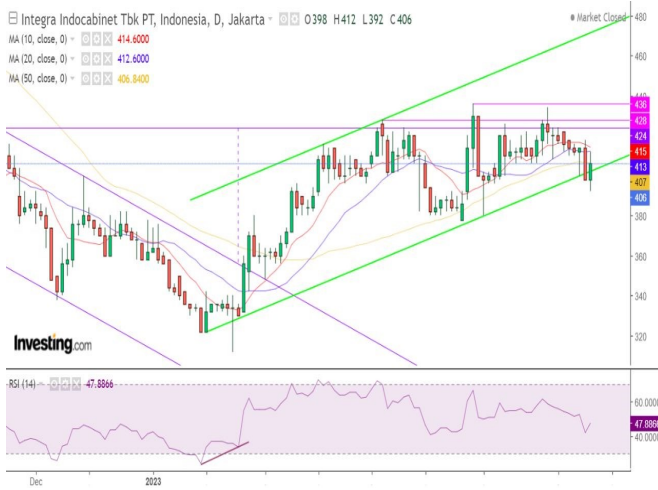 Integra Indocabinet Tbk PT, Indonesia, D, Jakarta O398 H412 L392 C406
Market Closed
MA (10, close, 0) 414.6000
MA (20, close, 0) 412.6000
MA (50, close, 0) 406.8400
480
460
436
428
424
415
413
407
406
380
360
340
320
Investing.com
RSI (14) 47.8866
60.0000
47.8866
40.0000
Dec
2023